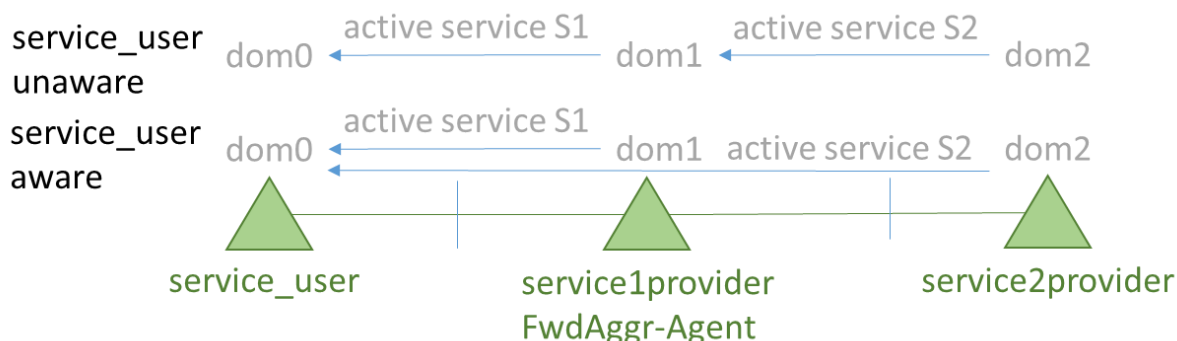 service_user
unaware
active service S1
active service S2
dom0
dom1
dom2
service_user
aware
active service S1
dom0
dom1
active service S2
dom2
service_user
service1provider
FwdAggr-Agent
service2provider